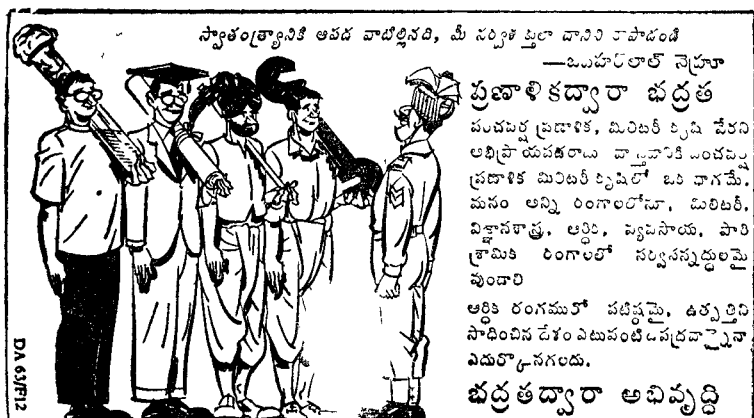 స్వాతంత్ర్యానికి ఆపద వాటిల్లినది, మీ సర్వశక్తులా దానిని కాపాడండి
—జవహర్‌లాల్ నెహ్రూ
ప్రణాళికద్వారా భద్రత
పంచవర్ష ప్రణాళిక, మిలిటరీ కృషి వేరని
అభిప్రాయపడరాదు వాస్తవానికి పంచవర్ష
ప్రణాళిక మిలిటరీ కృషిలో ఒక భాగమే.
మనం అన్ని రంగాలలోనూ, మిలిటరీ,
విజ్ఞానశాస్త్ర, ఆర్థిక, వ్యవసాయ, పారి
శ్రామిక రంగాలలో సర్వసన్నద్ధులమై
వుండాలి
ఆర్థిక రంగములో పటిష్ఠమై, ఉత్పత్తిని
సాధించిన దేశం ఎటువంటి ఉపద్రవాన్నైనా
ఎదుర్కొనగలదు.
భద్రతద్వారా అభివృద్ధి
DA 63/F12